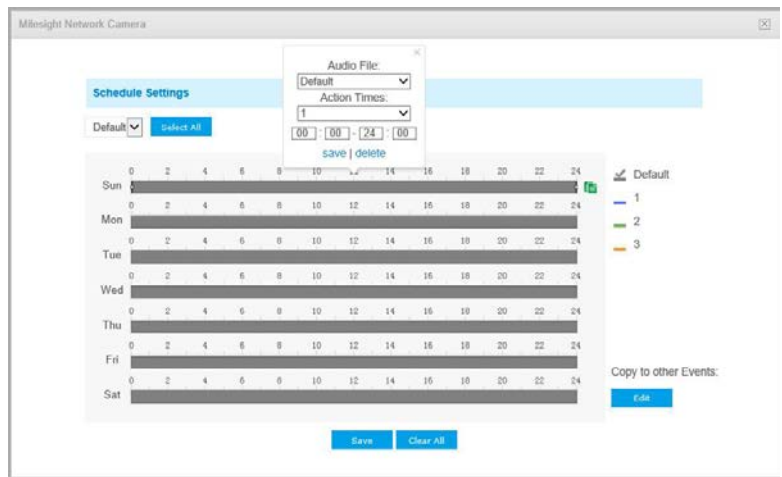 Milesight Network Camera
Audio File:
Default
Schedule Settings
Action Times:
1
Default Select All
00 : 00 - 24 : 00
save | delete
0 2 4 6 8 10 12 14 16 18 20 22 24
Sun
Default
1
0 2 4 6 8 10 12 14 16 18 20 22 24
Mon
2
0 2 4 6 8 10 12 14 16 18 20 22 24
Tue
3
0 2 4 6 8 10 12 14 16 18 20 22 24
Wed
0 2 4 6 8 10 12 14 16 18 20 22 24
Thu
0 2 4 6 8 10 12 14 16 18 20 22 24
Fri
0 2 4 6 8 10 12 14 16 18 20 22 24
Sat
Copy to other Events:
Edit
Save Clear All